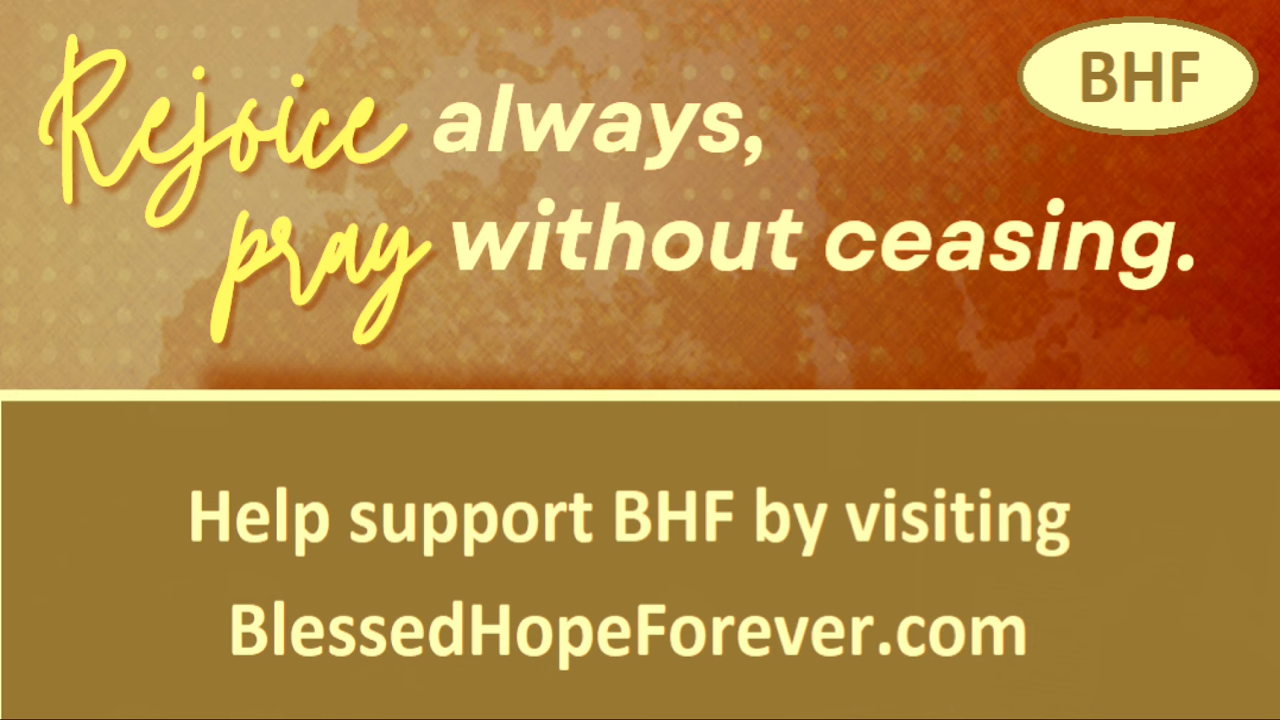 BHF
Rejoice always,
pray without ceasing.
Help support BHF by visiting
BlessedHopeForever.com